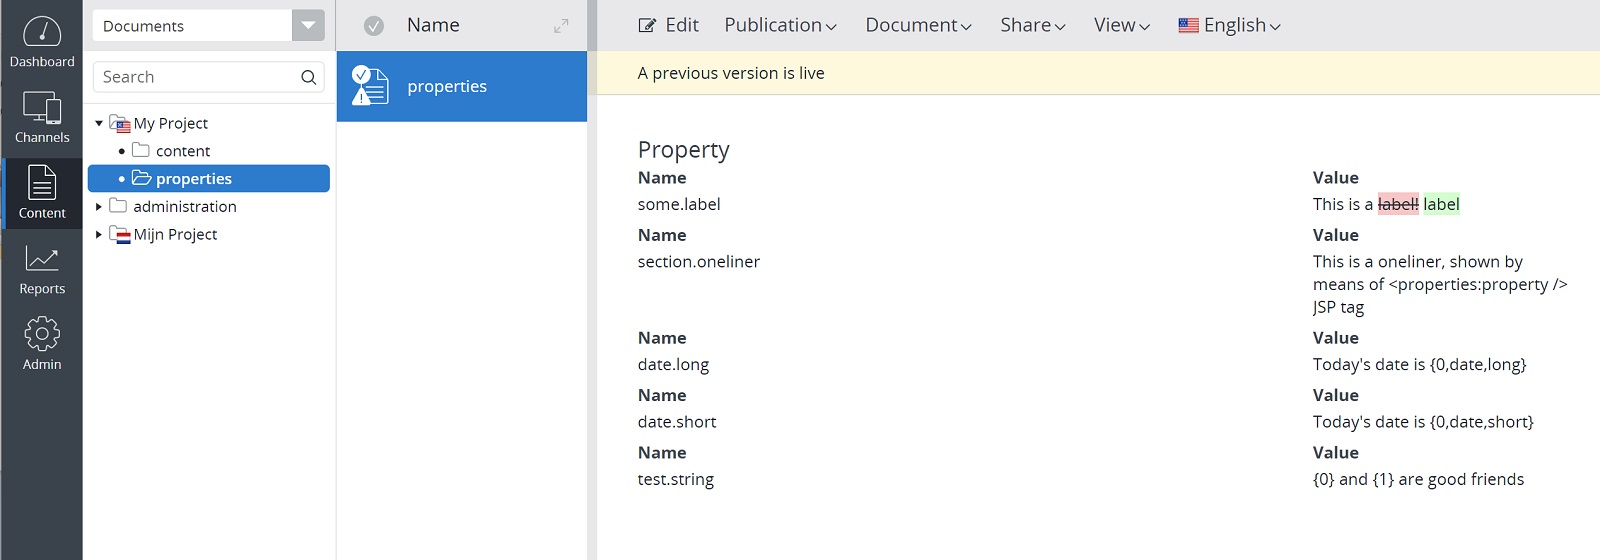 Dashboard
Channels
Content
Reports
Admin
Documents
Search
My Project
content
properties
administration
Mijn Project
Name
properties
Edit Publication Document Share View English
A previous version is live
Property
Name Value
some.label This is a label! label
Name Value
section.oneliner This is a oneliner, shown by
means of <properties:property />
JSP tag
Name Value
date.long Today's date is {0,date,long}
Name Value
date.short Today's date is {0,date,short}
Name Value
test.string {0} and {1} are good friends